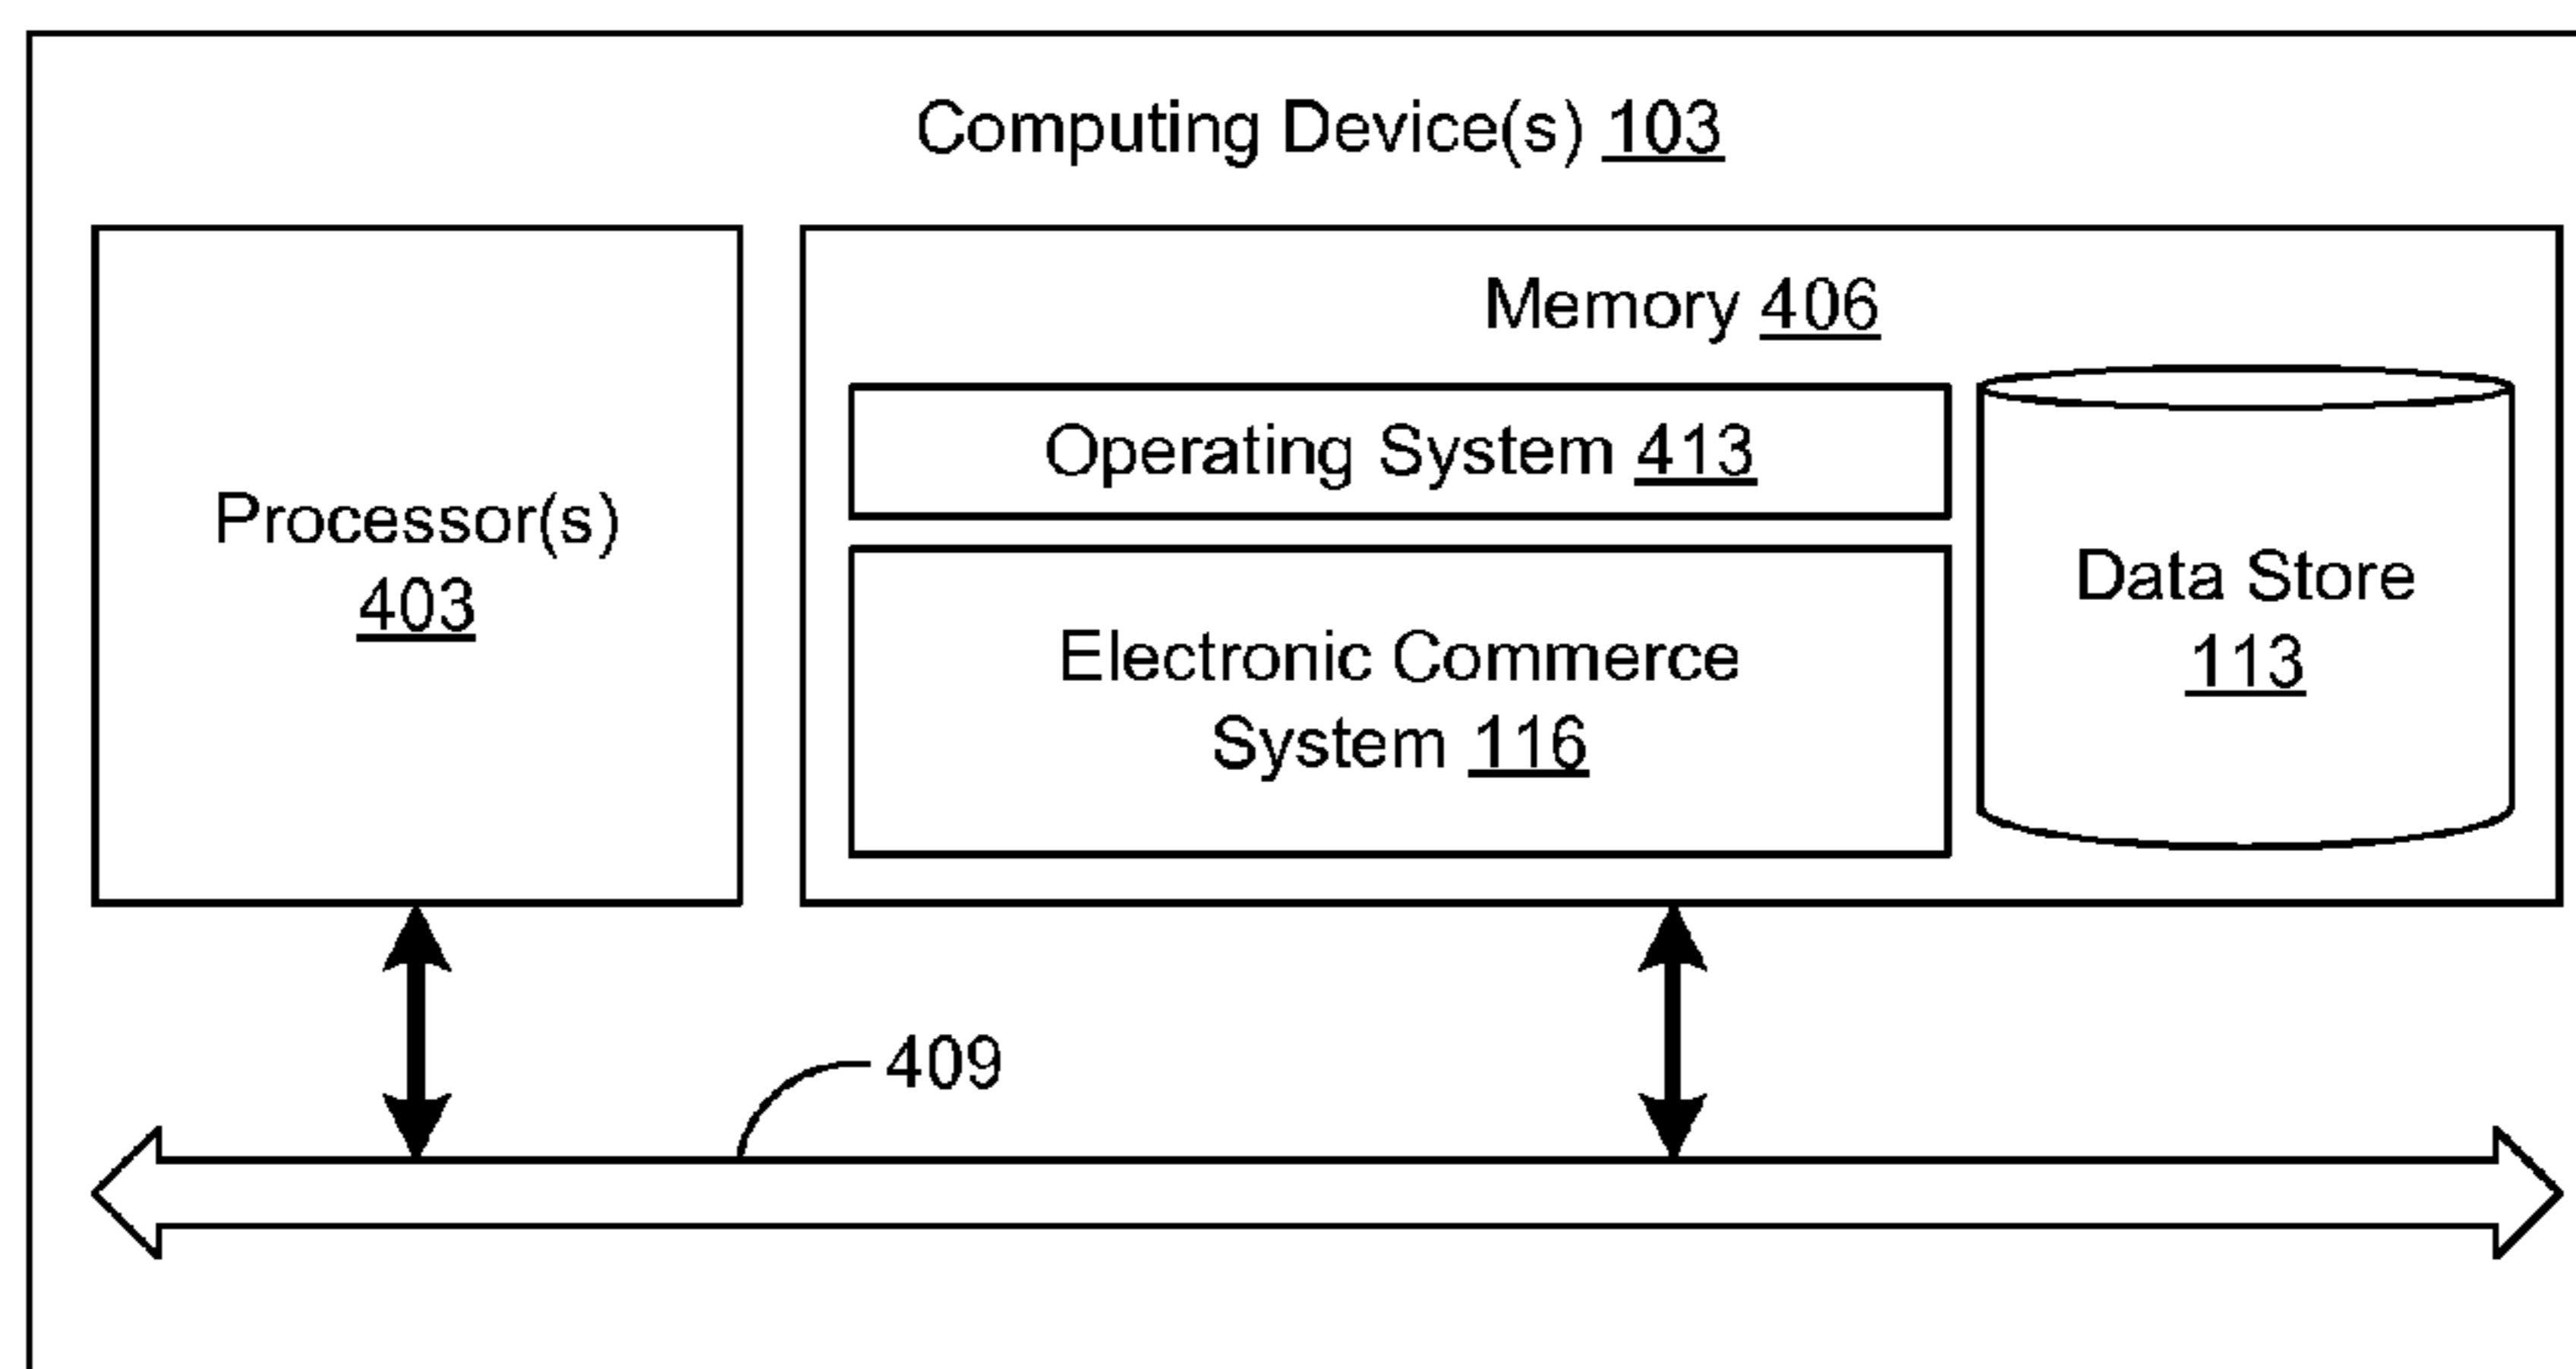 Computing Device(s) 103
Processor(s)
403
Memory 406
Operating System 413
Electronic Commerce
System 116
Data Store
113
409